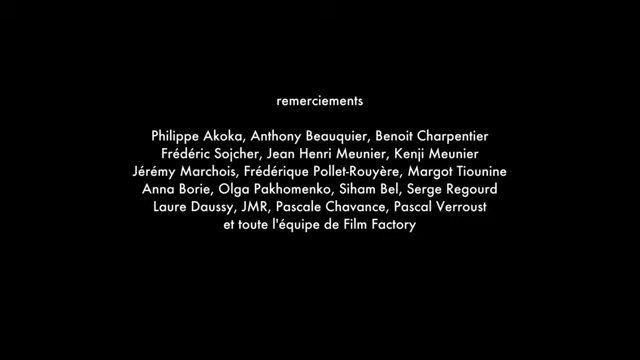 remerciements
Philippe Akoka, Anthony Beauquier, Benoit Charpentier
Frédéric Sojcher, Jean Henri Meunier, Kenji Meunier
Jérémy Marchois, Frédérique Pollet-Rouyère, Margot Tiounine
Anna Borie, Olga Pakhomenko, Siham Bel, Serge Regourd
Laure Daussy, JMR, Pascale Chavance, Pascal Verroust
et toute l'équipe de Film Factory